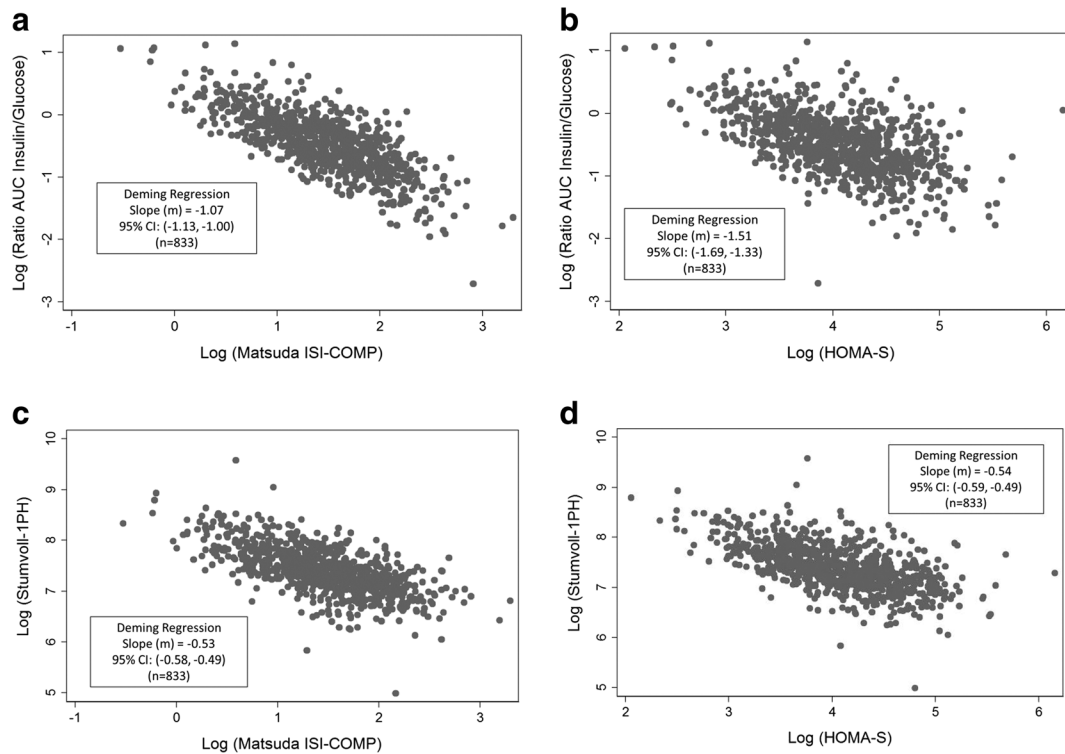 a
Log (Ratio AUC Insulin/Glucose)
1
0
-1
-2
-3
Deming Regression
Slope (m) = -1.07
95% CI: (-1.13, -1.00)
(n=833)
-1 0 1 2 3
Log (Matsuda ISI-COMP)
b
Log (Ratio AUC Insulin/Glucose)
1
0
-1
-2
-3
Deming Regression
Slope (m) = -1.51
95% CI: (-1.69, -1.33)
(n=833)
2 3 4 5 6
Log (HOMA-S)
c
Log (Stumvoll-1PH)
10
9
8
7
6
5
Deming Regression
Slope (m) = -0.53
95% CI: (-0.58, -0.49)
(n=833)
-1 0 1 2 3
Log (Matsuda ISI-COMP)
d
Log (Stumvoll-1PH)
10
9
8
7
6
5
Deming Regression
Slope (m) = -0.54
95% CI: (-0.59, -0.49)
(n=833)
2 3 4 5 6
Log (HOMA-S)